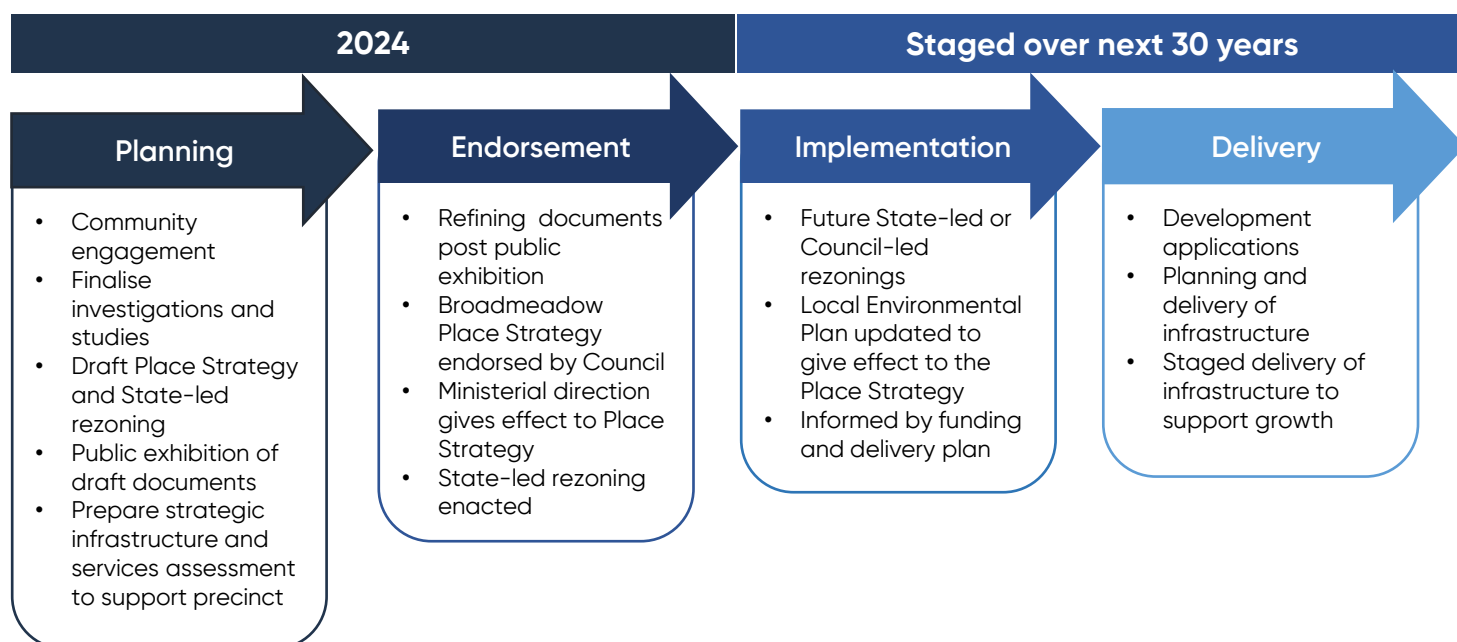 2024
Staged over next 30 years
Planning
• Community
engagement
• Finalise
investigations and
studies
• Draft Place Strategy
and State-led
rezoning
• Public exhibition of
draft documents
• Prepare strategic
infrastructure and
services assessment
to support precinct
Endorsement
• Refining documents
post public
exhibition
• Broadmeadow
Place Strategy
endorsed by Council
• Ministerial direction
gives effect to Place
Strategy
• State-led rezoning
enacted
Implementation
• Future State-led or
Council-led
rezonings
• Local Environmental
Plan updated to
give effect to the
Place Strategy
• Informed by funding
and delivery plan
Delivery
• Development
applications
• Planning and
delivery of
infrastructure
• Staged delivery of
infrastructure to
support growth